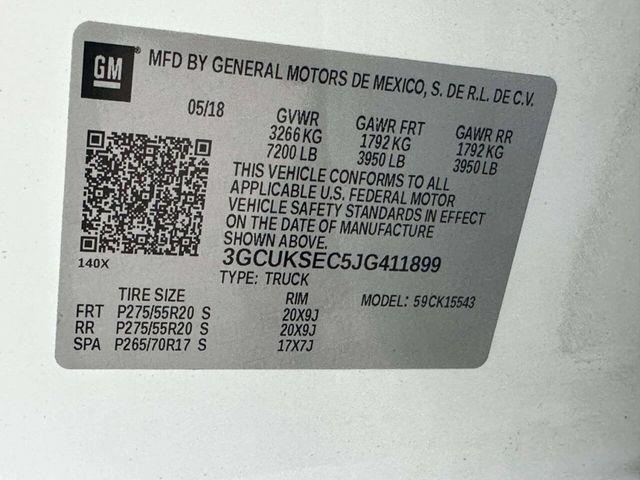 GM
MFD BY GENERAL MOTORS DE MEXICO, S. DE R.L. DE C.V.
05/18 GVWR GAWR FRT GAWR RR
3266 KG 1792 KG 1792 KG
7200 LB 3950 LB 3950 LB
THIS VEHICLE CONFORMS TO ALL
APPLICABLE U.S. FEDERAL MOTOR
VEHICLE SAFETY STANDARDS IN EFFECT
ON THE DATE OF MANUFACTURE
SHOWN ABOVE.
140X 3GCUKSEC5JG411899
TYPE: TRUCK
TIRE SIZE RIM MODEL: 59CK15543
FRT P275/55R20 S 20X9J
RR P275/55R20 S 20X9J
SPA P265/70R17 S 17X7J